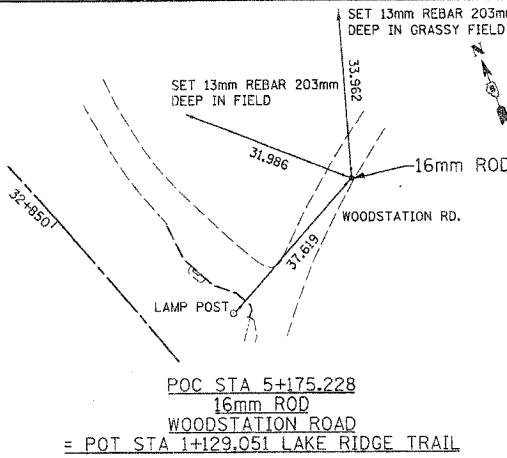 SET 13mm REBAR 203mm
DEEP IN GRASSY FIELD
N
33.962
SET 13mm REBAR 203mm
DEEP IN FIELD
31.986
16mm ROD
WOODSTATION RD.
32+850
37.619
LAMP POST
POC STA 5+175.228
16mm ROD
WOODSTATION ROAD
= POT STA 1+129.051 LAKE RIDGE TRAIL